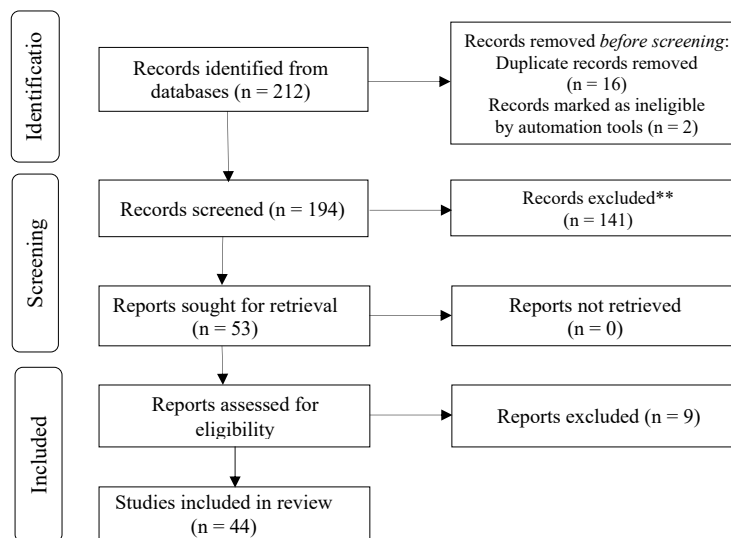 Identificatio
Records identified from
databases (n = 212)
Records removed before screening:
Duplicate records removed
(n = 16)
Records marked as ineligible
by automation tools (n = 2)
Screening
Records screened (n = 194)
Records excluded**
(n = 141)
Reports sought for retrieval
(n = 53)
Reports not retrieved
(n = 0)
Included
Reports assessed for
eligibility
Reports excluded (n = 9)
Studies included in review
(n = 44)